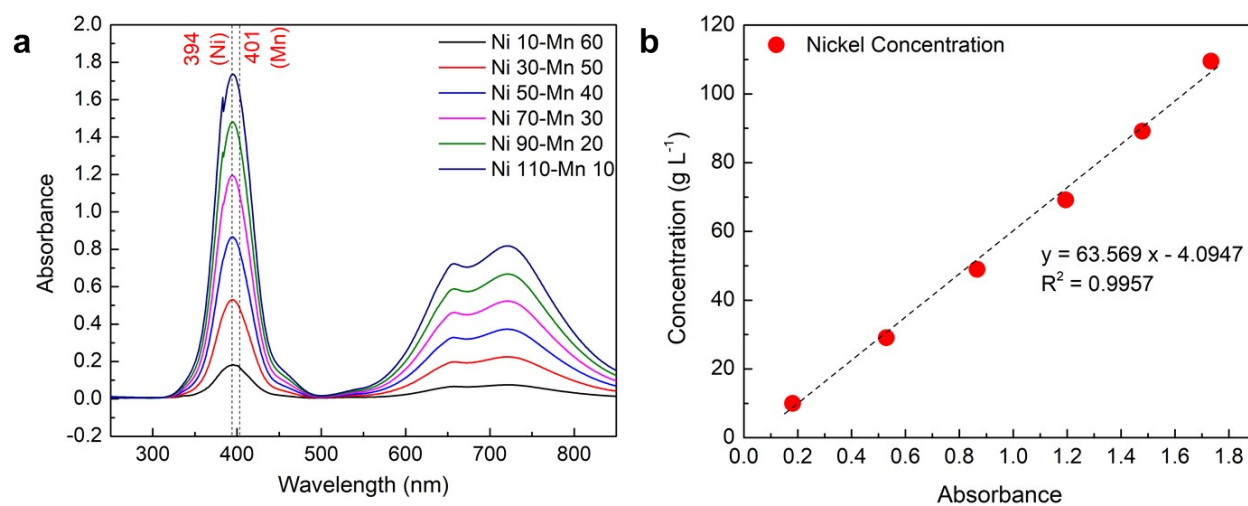 a
2.0
1.8
1.6
1.4
1.2
1.0
0.8
0.6
0.4
0.2
0.0
-0.2
Absorbance
394
(Ni)
401
(Mn)
Ni 10-Mn 60
Ni 30-Mn 50
Ni 50-Mn 40
Ni 70-Mn 30
Ni 90-Mn 20
Ni 110-Mn 10
300 400 500 600 700 800
Wavelength (nm)
b
120
100
80
60
40
20
0
Concentration (g L⁻¹)
Nickel Concentration
y = 63.569 x - 4.0947
R² = 0.9957
0.0 0.2 0.4 0.6 0.8 1.0 1.2 1.4 1.6 1.8
Absorbance